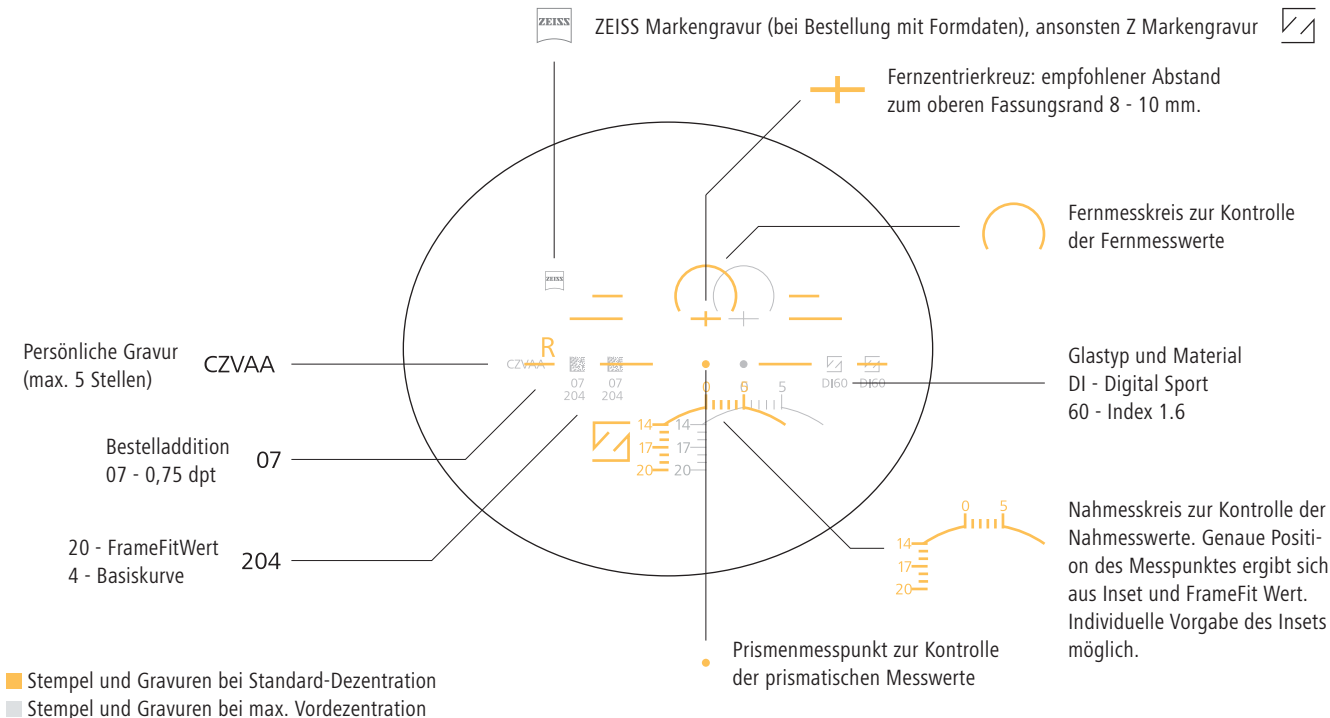 ZEISS
ZEISS Markengravur (bei Bestellung mit Formdaten), ansonsten Z Markengravur
Fernzentrierkreuz: empfohlener Abstand
zum oberen Fassungsrand 8 - 10 mm.
Fernmesskreis zur Kontrolle
der Fernmesswerte
ZEISS
R
Persönliche Gravur
(max. 5 Stellen)
CZVAA
CZVAA
07
204
07
204
0
5
0
5
DI60
DI60
Glastyp und Material
DI - Digital Sport
60 - Index 1.6
14
17
20
14
17
20
Bestelladdition
07 - 0,75 dpt
07
20 - FrameFitWert
4 - Basiskurve
204
0 5
14
17
20
Nahmesskreis zur Kontrolle der
Nahmesswerte. Genaue Positi-
on des Messpunktes ergibt sich
aus Inset und FrameFit Wert.
Individuelle Vorgabe des Insets
möglich.
Prismenmesspunkt zur Kontrolle
der prismatischen Messwerte
Stempel und Gravuren bei Standard-Dezentration
Stempel und Gravuren bei max. Vordezentration